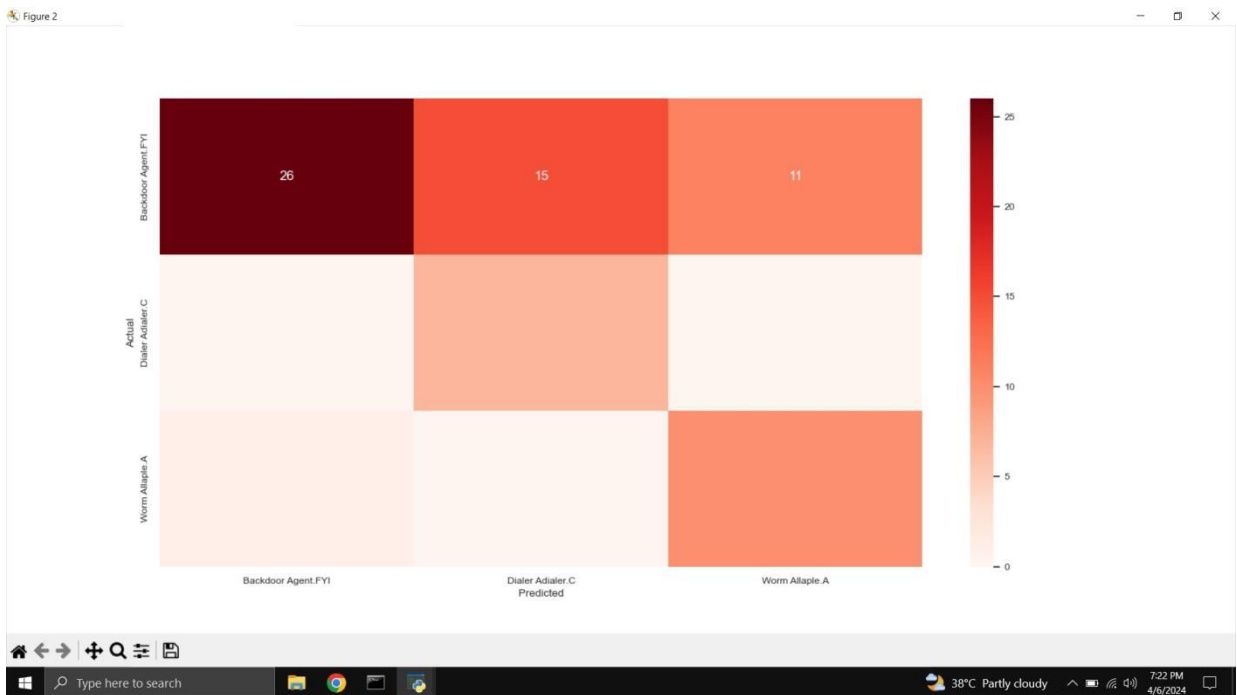 Figure 2
Backdoor Agent.FYI
26
15
11
Actual
Dialer Adialer.C
Worm Allaple.A
25
20
15
10
5
0
Backdoor Agent.FYI
Dialer Adialer.C
Worm Allaple.A
Predicted
Type here to search
38°C Partly cloudy
7:22 PM
4/6/2024